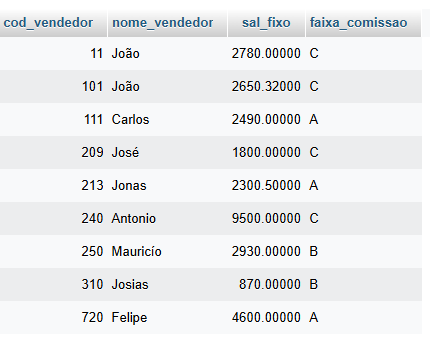 cod_vendedor nome_vendedor sal_fixo faixa_comissao
11 João 2780.00000 C
101 João 2650.32000 C
111 Carlos 2490.00000 A
209 José 1800.00000 C
213 Jonas 2300.50000 A
240 Antonio 9500.00000 C
250 Mauricío 2930.00000 B
310 Josias 870.00000 B
720 Felipe 4600.00000 A